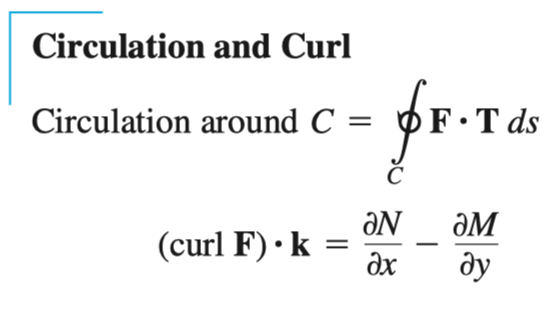 Circulation and Curl
Circulation around C = ∮_C F · T ds
(curl F) · k = ∂N/∂x − ∂M/∂y